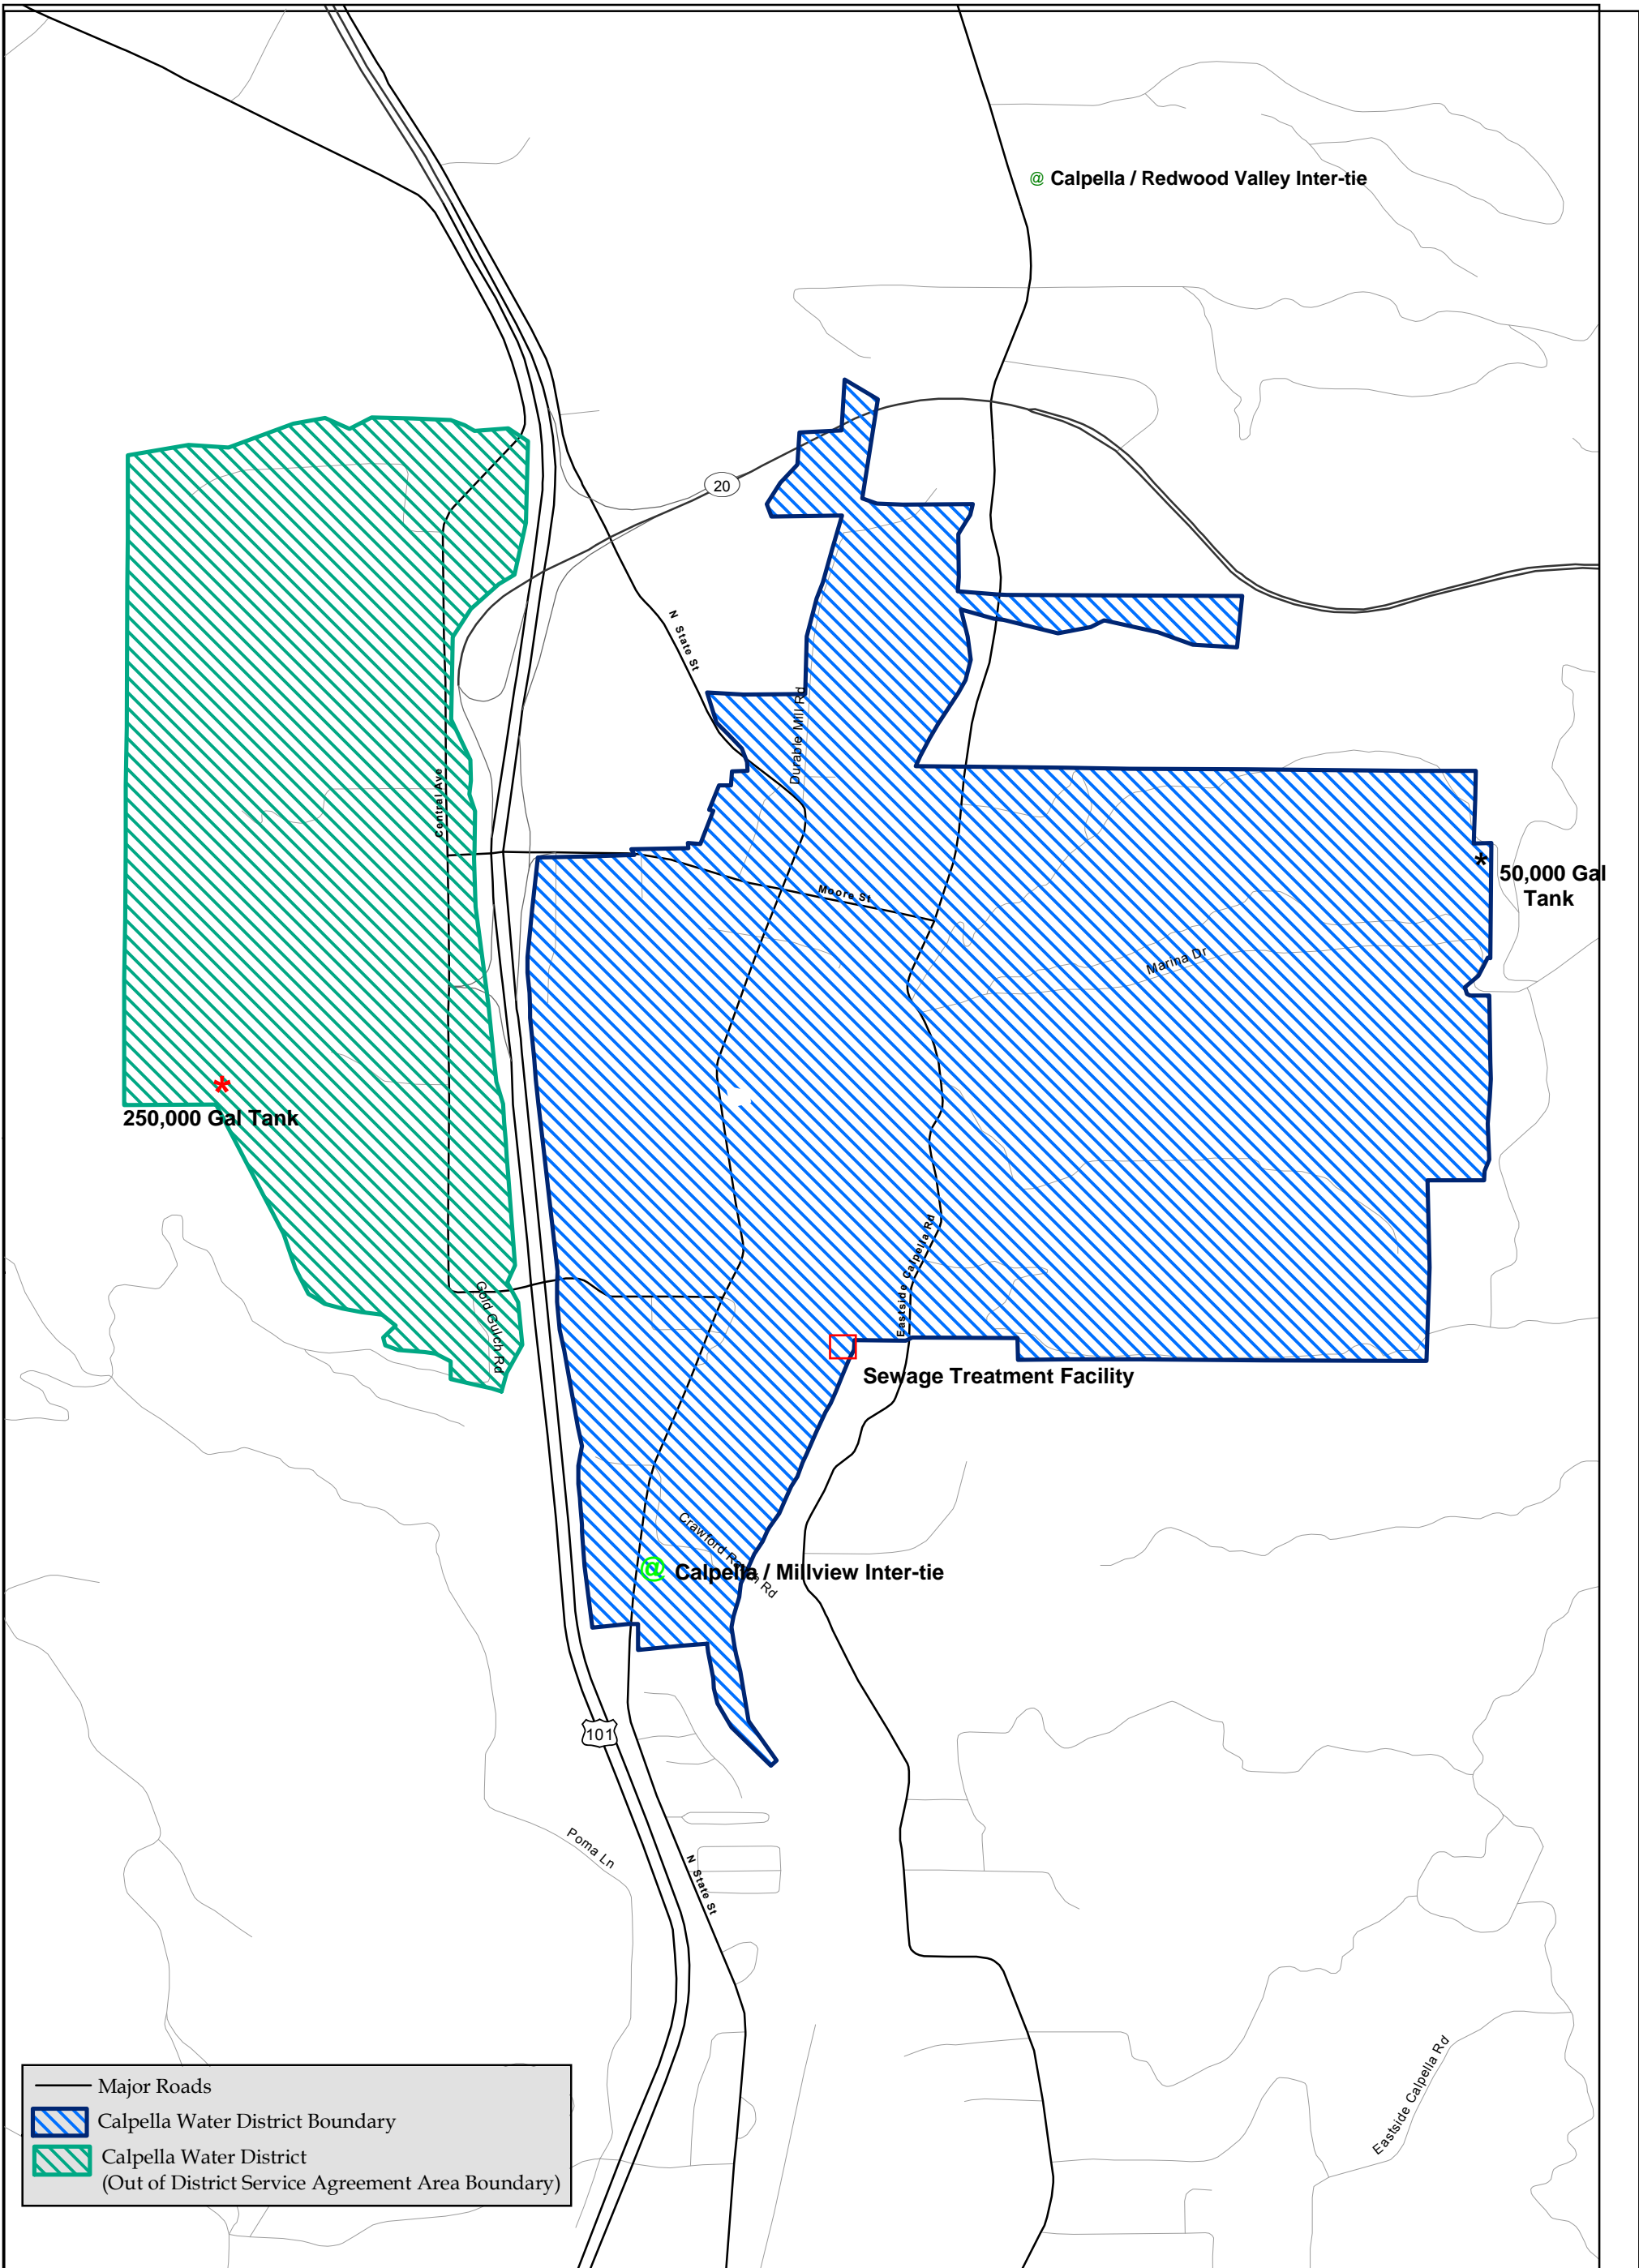 @ Calpella / Redwood Valley Inter-tie
20
N State St
Durable Mill Rd
Central Ave
*
50,000 Gal
Tank
Moore St
Marina Dr
*
250,000 Gal Tank
Eastside Calpella Rd
Gold Gulch Rd
Sewage Treatment Facility
Crawford Ranch Rd
@ Calpella / Millview Inter-tie
101
Poma Ln
N State St
Eastside Calpella Rd
Major Roads
Calpella Water District Boundary
Calpella Water District
(Out of District Service Agreement Area Boundary)